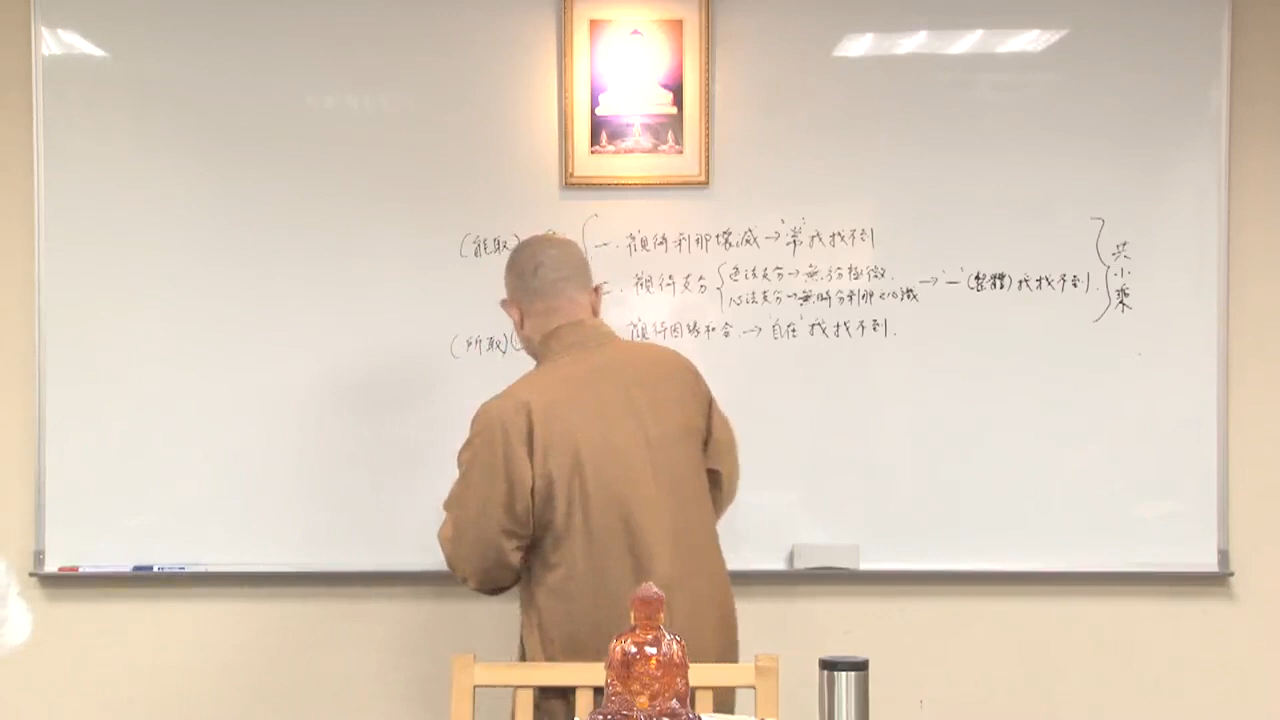 (能取) 一. 觀待剎那壞滅→"常"我找不到
二. 觀待支分 色法支分→無分極微.
心法支分→無時分剎那之心識 →一(整體)我找不到.
(所取) 觀待因緣和合.→"自在"我找不到.
共小乘